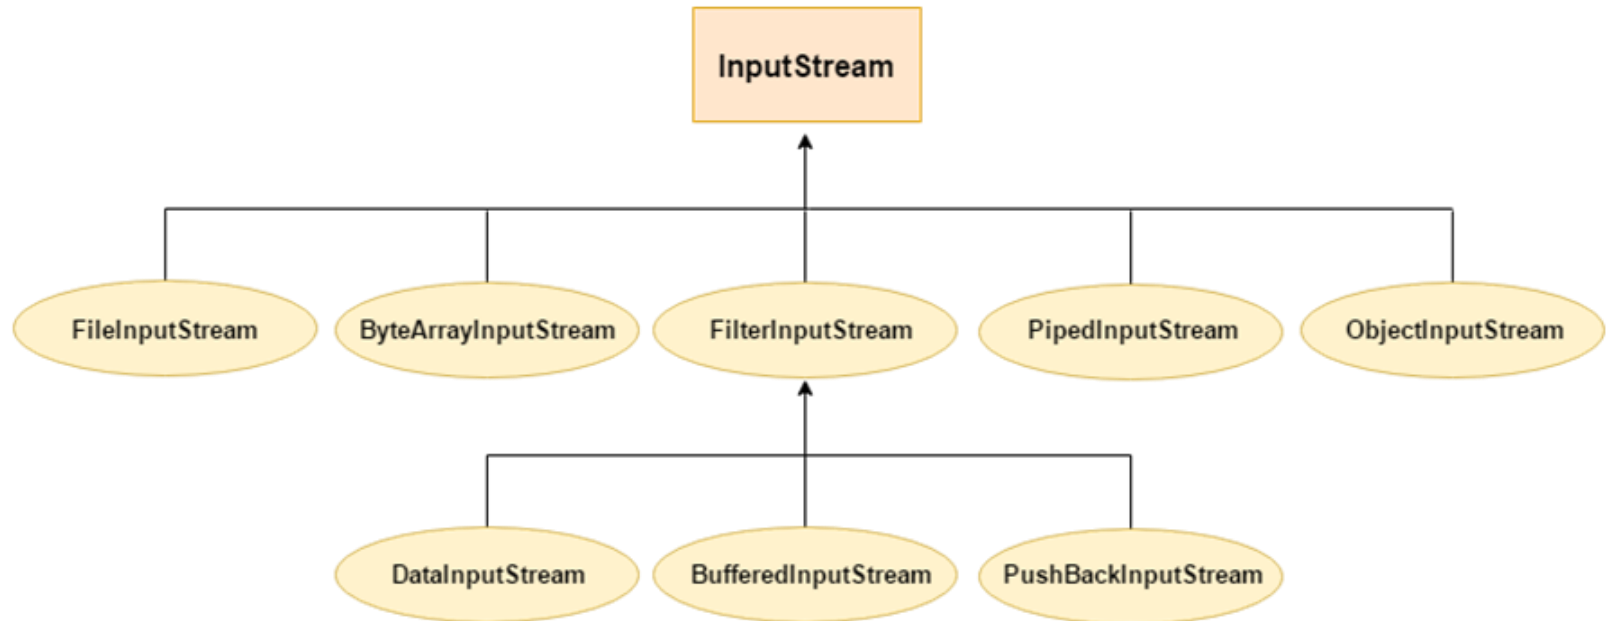 InputStream
FileInputStream
ByteArrayInputStream
FilterInputStream
PipedInputStream
ObjectInputStream
DataInputStream
BufferedInputStream
PushBackInputStream